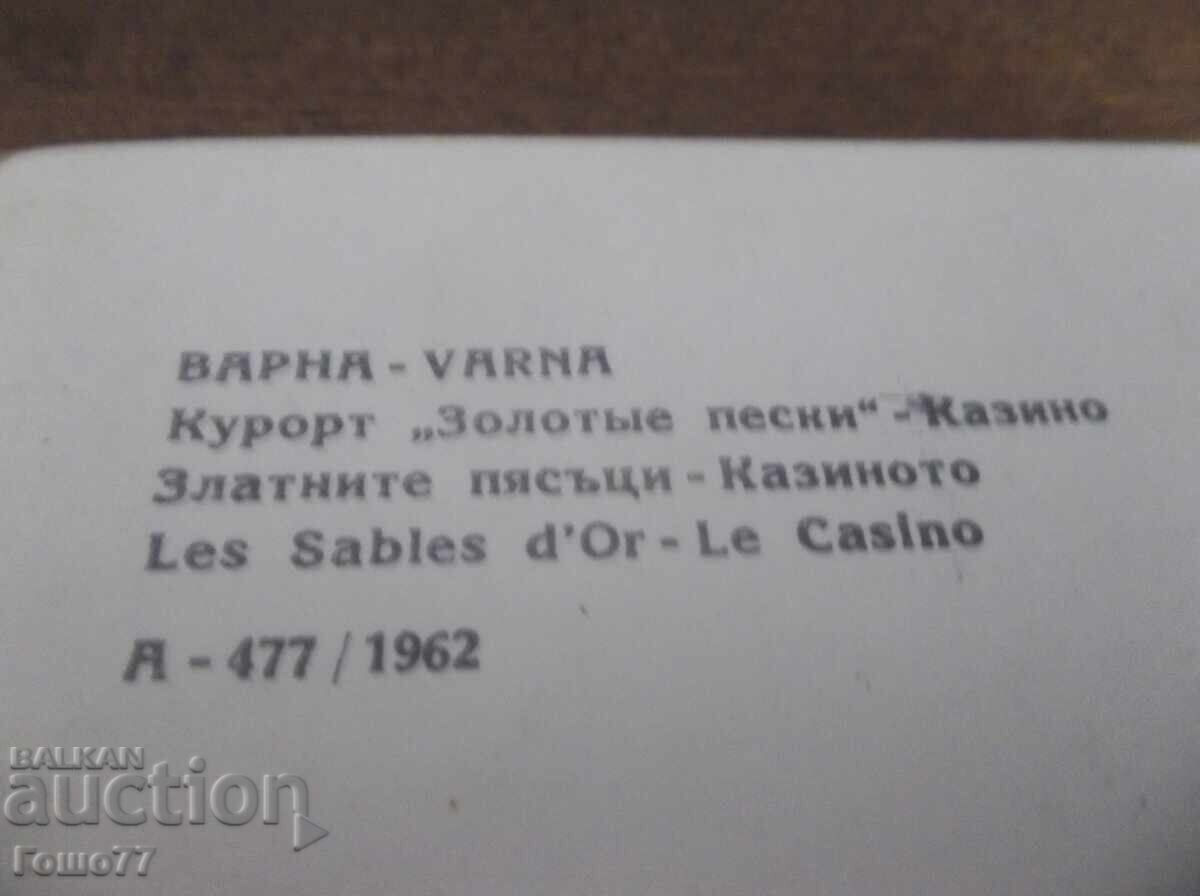 ВАРНА - VARNA
Курорт „Золотые пески“ - Казино
Златните пясъци - Казиното
Les Sables d'Or - Le Casino
А - 477 / 1962
BALKAN
auction
Гошо77